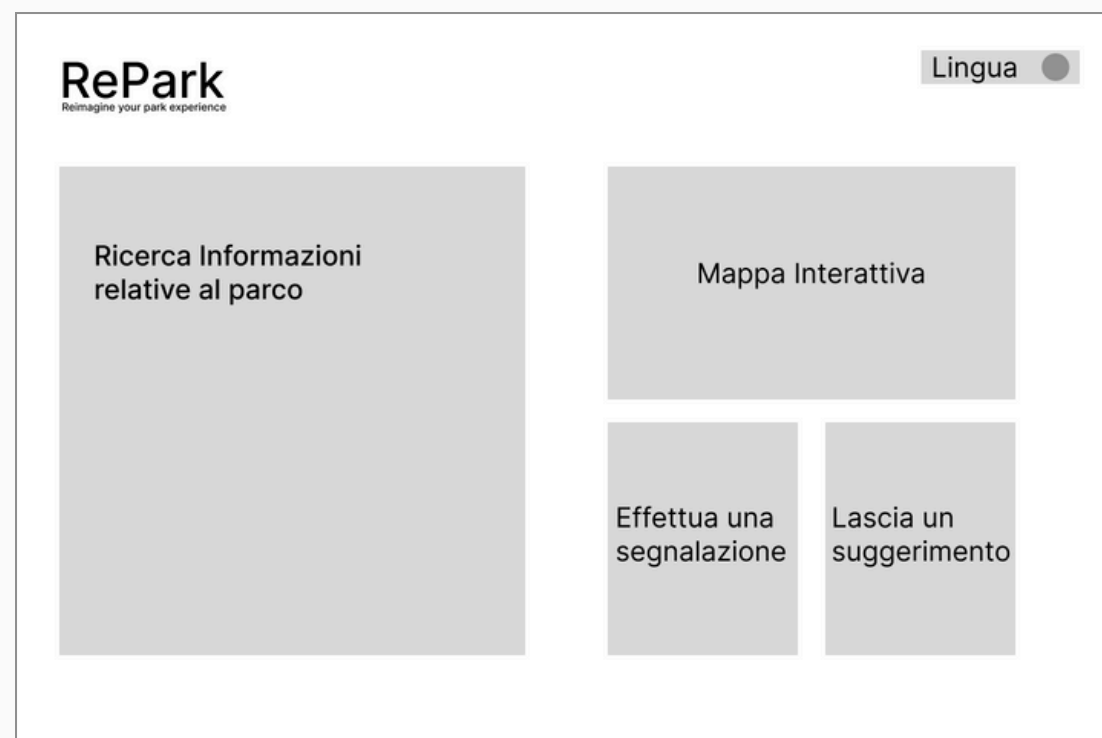 RePark
Reimagine your park experience
Lingua
Ricerca Informazioni
relative al parco
Mappa Interattiva
Effettua una
segnalazione
Lascia un
suggerimento